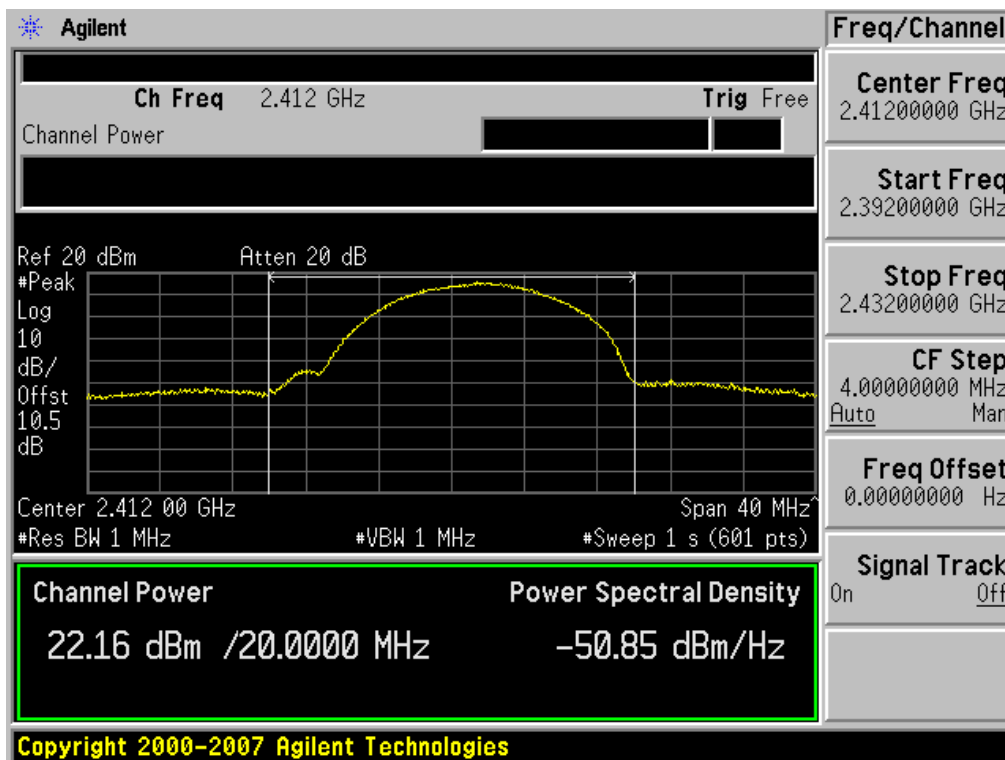 Agilent
Ch Freq 2.412 GHz Trig Free
Channel Power
Ref 20 dBm Atten 20 dB
#Peak
Log
10
dB/
Offst
10.5
dB
Center 2.412 00 GHz Span 40 MHz^
#Res BW 1 MHz #VBW 1 MHz #Sweep 1 s (601 pts)
Channel Power Power Spectral Density
22.16 dBm /20.0000 MHz -50.85 dBm/Hz
Copyright 2000-2007 Agilent Technologies
Freq/Channel
Center Freq
2.41200000 GHz
Start Freq
2.39200000 GHz
Stop Freq
2.43200000 GHz
CF Step
4.00000000 MHz
Auto Man
Freq Offset
0.00000000 Hz
Signal Track
On Off